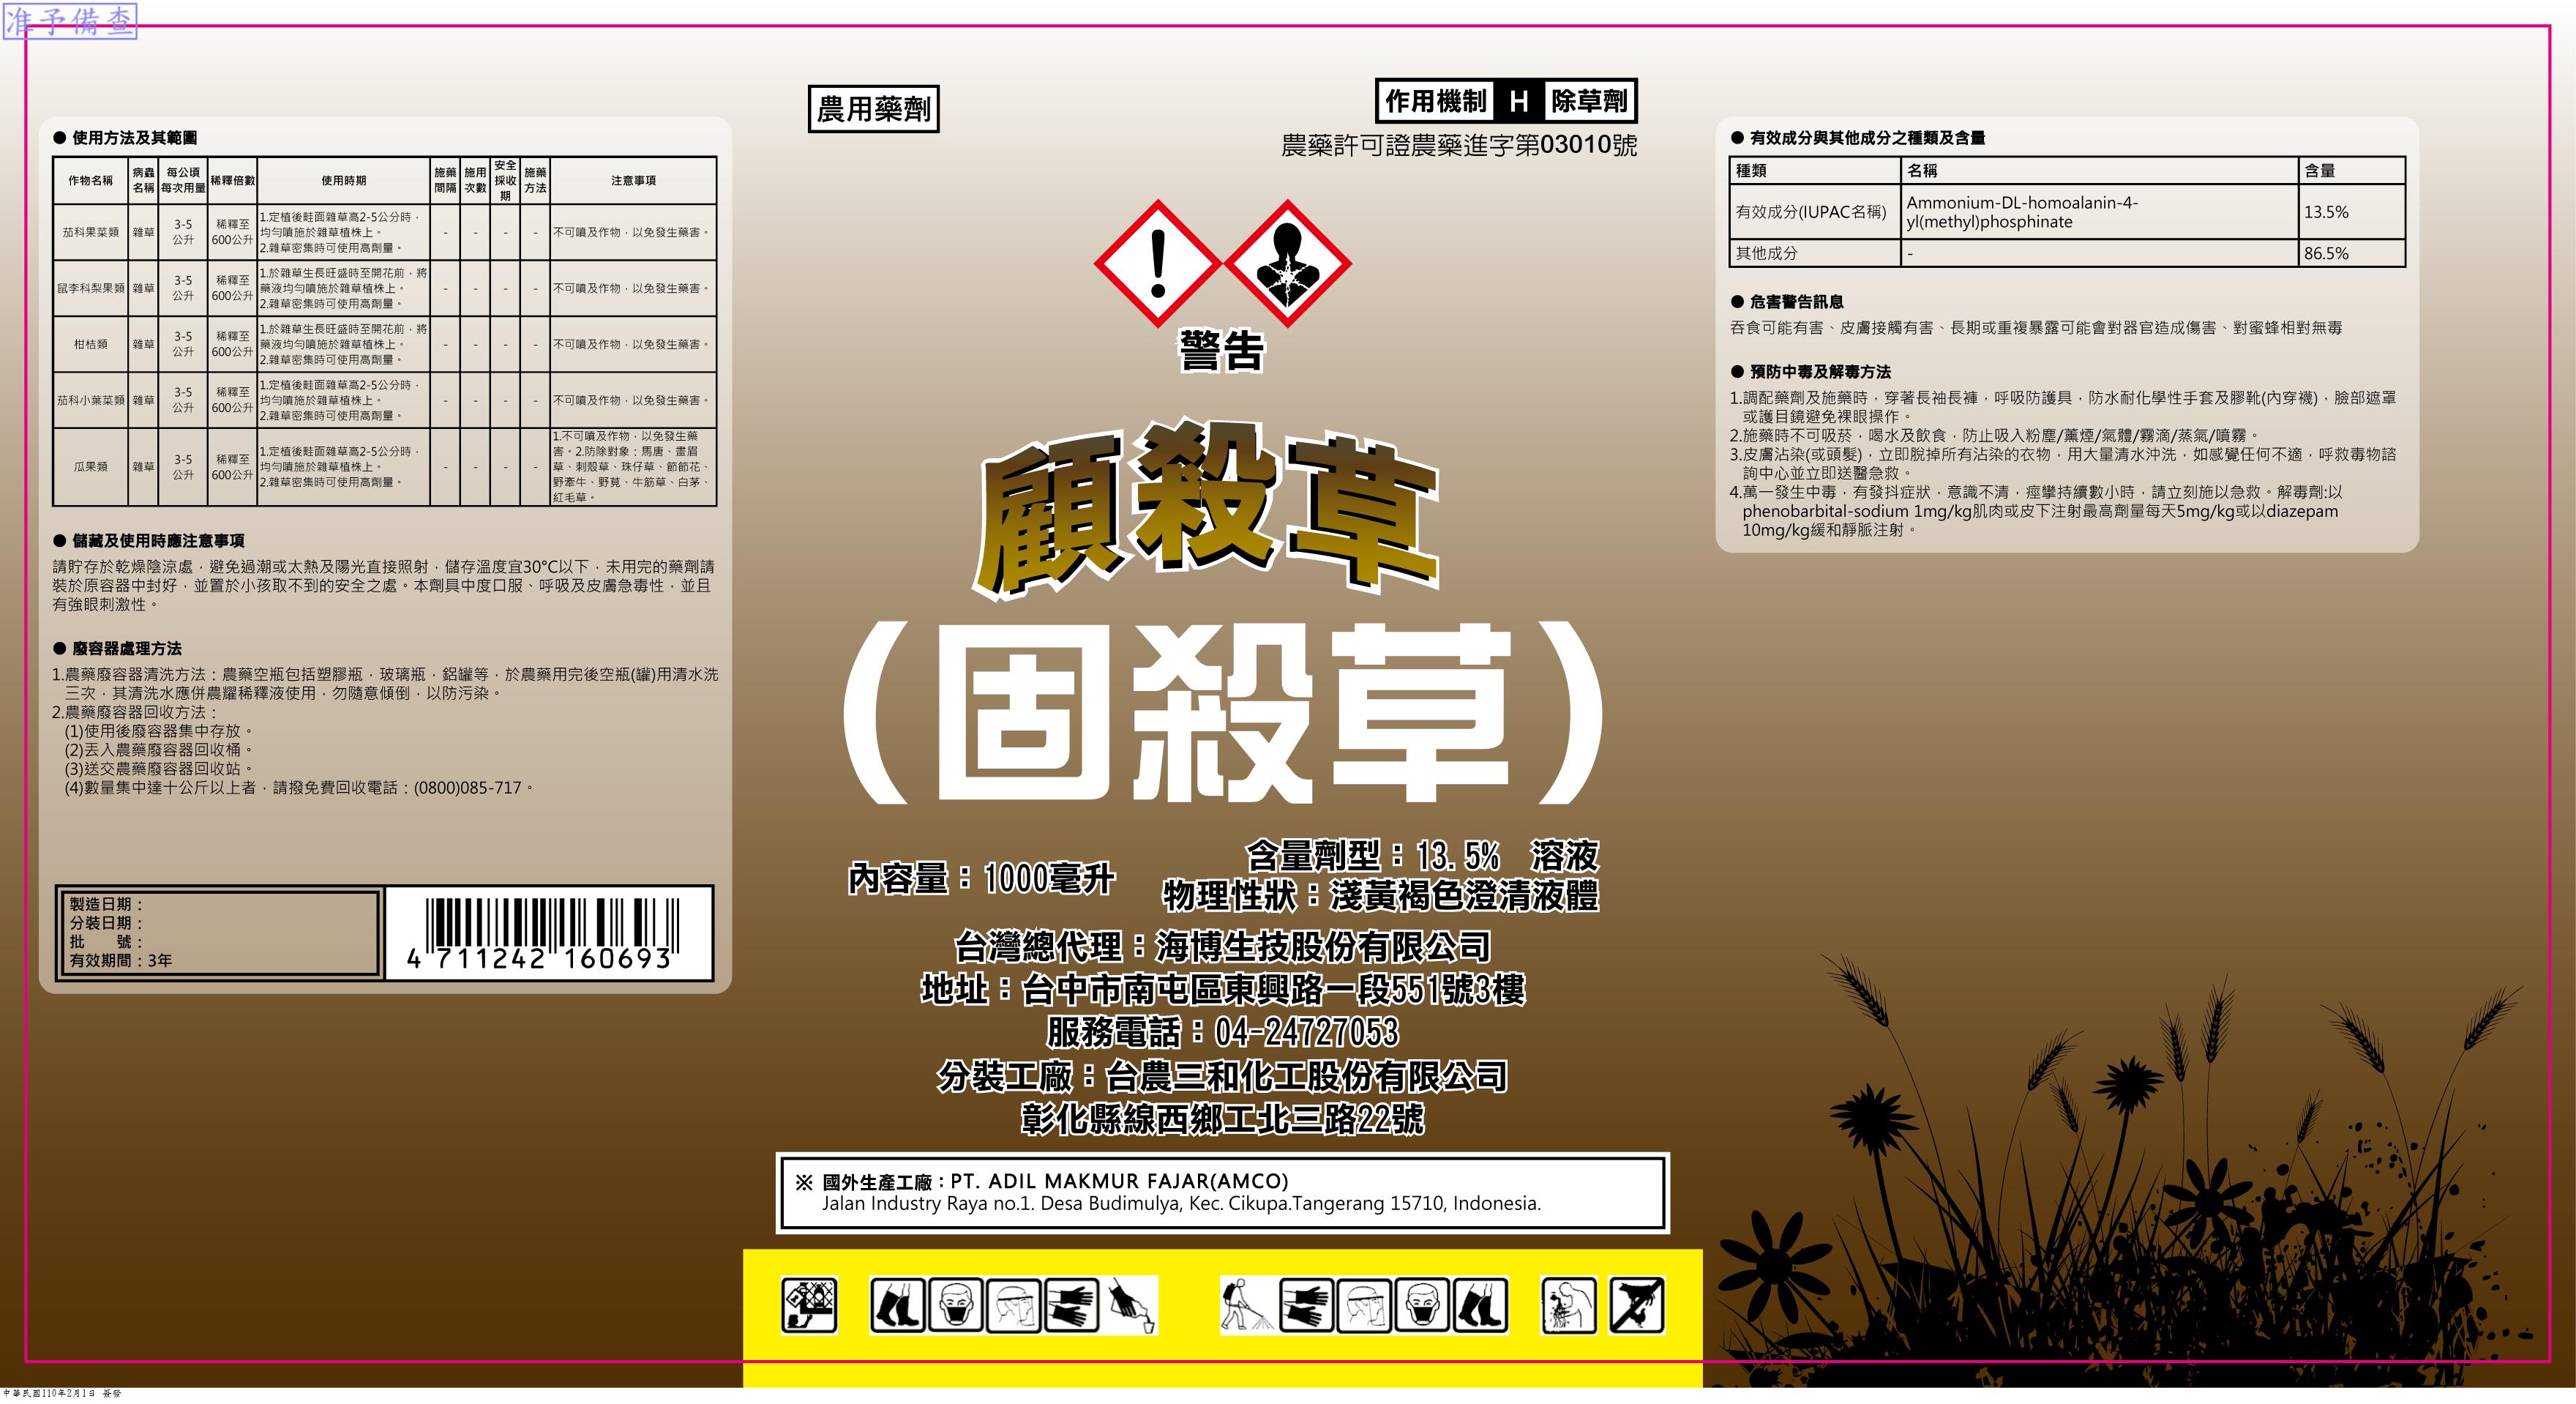 准予備查
● 使用方法及其範圍
作物名稱 病蟲名稱 每公頃每次用量 稀釋倍數 使用時期 施藥間隔 施用次數 安全採收期 施藥方法 注意事項
茄科果菜類 雜草 3-5公升 稀釋至600公升 1.定植後畦面雜草高2-5公分時，均勻噴施於雜草植株上。2.雜草密集時可使用高劑量。 - - - - 不可噴及作物，以免發生藥害。
鼠李科梨果類 雜草 3-5公升 稀釋至600公升 1.於雜草生長旺盛時至開花前，將藥液均勻噴施於雜草植株上。2.雜草密集時可使用高劑量。 - - - - 不可噴及作物，以免發生藥害。
柑桔類 雜草 3-5公升 稀釋至600公升 1.於雜草生長旺盛時至開花前，將藥液均勻噴施於雜草植株上。2.雜草密集時可使用高劑量。 - - - - 不可噴及作物，以免發生藥害。
茄科小葉菜類 雜草 3-5公升 稀釋至600公升 1.定植後畦面雜草高2-5公分時，均勻噴施於雜草植株上。2.雜草密集時可使用高劑量。 - - - - 不可噴及作物，以免發生藥害。
瓜果類 雜草 3-5公升 稀釋至600公升 1.定植後畦面雜草高2-5公分時，均勻噴施於雜草植株上。2.雜草密集時可使用高劑量。 - - - - 1.不可噴及作物，以免發生藥害。2.防除對象：馬唐、畫眉草、刺殼草、珠仔草、節節花、野牽牛、野莧、牛筋草、白茅、紅毛草。
● 儲藏及使用時應注意事項
請貯存於乾燥陰涼處，避免過潮或太熱及陽光直接照射，儲存溫度宜30°C以下，未用完的藥劑請
裝於原容器中封好，並置於小孩取不到的安全之處。本劑具中度口服、呼吸及皮膚急毒性，並且
有強眼刺激性。
● 廢容器處理方法
1.農藥廢容器清洗方法：農藥空瓶包括塑膠瓶，玻璃瓶，鋁罐等，於農藥用完後空瓶(罐)用清水洗
三次，其清洗水應併農耀稀釋液使用，勿隨意傾倒，以防污染。
2.農藥廢容器回收方法：
(1)使用後廢容器集中存放。
(2)丟入農藥廢容器回收桶。
(3)送交農藥廢容器回收站。
(4)數量集中達十公斤以上者，請撥免費回收電話：(0800)085-717。
製造日期：
分裝日期：
批　　號：
有效期間：3年
4 711242 160693
農用藥劑
作用機制 H 除草劑
農藥許可證農藥進字第03010號
警告
顧殺草
(固殺草)
內容量：1000毫升
含量劑型：13.5% 溶液
物理性狀：淺黃褐色澄清液體
台灣總代理：海博生技股份有限公司
地址：台中市南屯區東興路一段551號3樓
服務電話：04-24727053
分裝工廠：台農三和化工股份有限公司
彰化縣線西鄉工北三路22號
※ 國外生產工廠：PT. ADIL MAKMUR FAJAR(AMCO)
Jalan Industry Raya no.1. Desa Budimulya, Kec. Cikupa.Tangerang 15710, Indonesia.
● 有效成分與其他成分之種類及含量
種類 名稱 含量
有效成分(IUPAC名稱) Ammonium-DL-homoalanin-4-yl(methyl)phosphinate 13.5%
其他成分 - 86.5%
● 危害警告訊息
吞食可能有害、皮膚接觸有害、長期或重複暴露可能會對器官造成傷害、對蜜蜂相對無毒
● 預防中毒及解毒方法
1.調配藥劑及施藥時，穿著長袖長褲，呼吸防護具，防水耐化學性手套及膠靴(內穿襪)，臉部遮罩
或護目鏡避免裸眼操作。
2.施藥時不可吸菸，喝水及飲食，防止吸入粉塵/薰煙/氣體/霧滴/蒸氣/噴霧。
3.皮膚沾染(或頭髮)，立即脫掉所有沾染的衣物，用大量清水沖洗，如感覺任何不適，呼救毒物諮
詢中心並立即送醫急救。
4.萬一發生中毒，有發抖症狀，意識不清，痙攣持續數小時，請立刻施以急救。解毒劑:以
phenobarbital-sodium 1mg/kg肌肉或皮下注射最高劑量每天5mg/kg或以diazepam
10mg/kg緩和靜脈注射。
中華民國110年2月1日 簽發